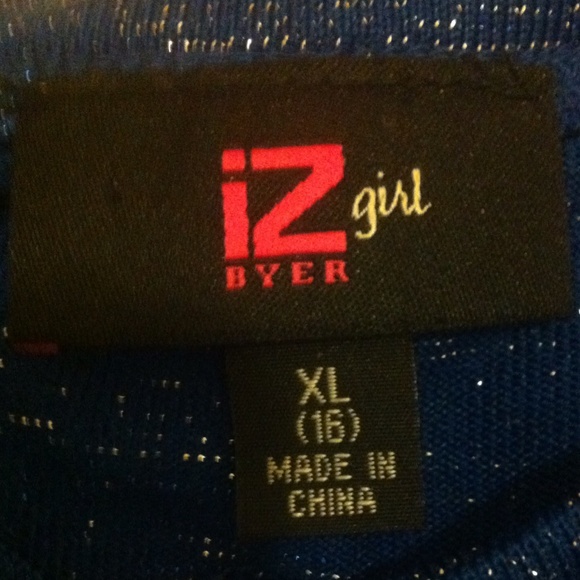 iZ girl
BYER
XL
(16)
MADE IN
CHINA